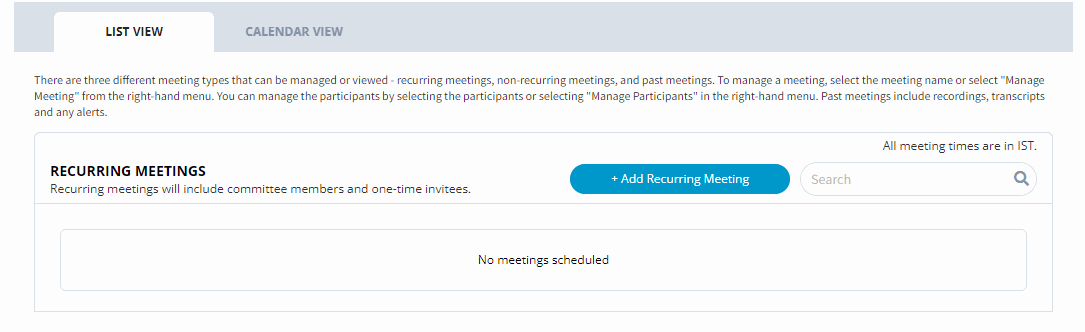 LIST VIEW
CALENDAR VIEW
There are three different meeting types that can be managed or viewed - recurring meetings, non-recurring meetings, and past meetings. To manage a meeting, select the meeting name or select "Manage
Meeting" from the right-hand menu. You can manage the participants by selecting the participants or selecting "Manage Participants" in the right-hand menu. Past meetings include recordings, transcripts
and any alerts.
All meeting times are in IST.
RECURRING MEETINGS
Recurring meetings will include committee members and one-time invitees.
+ Add Recurring Meeting
Search
No meetings scheduled